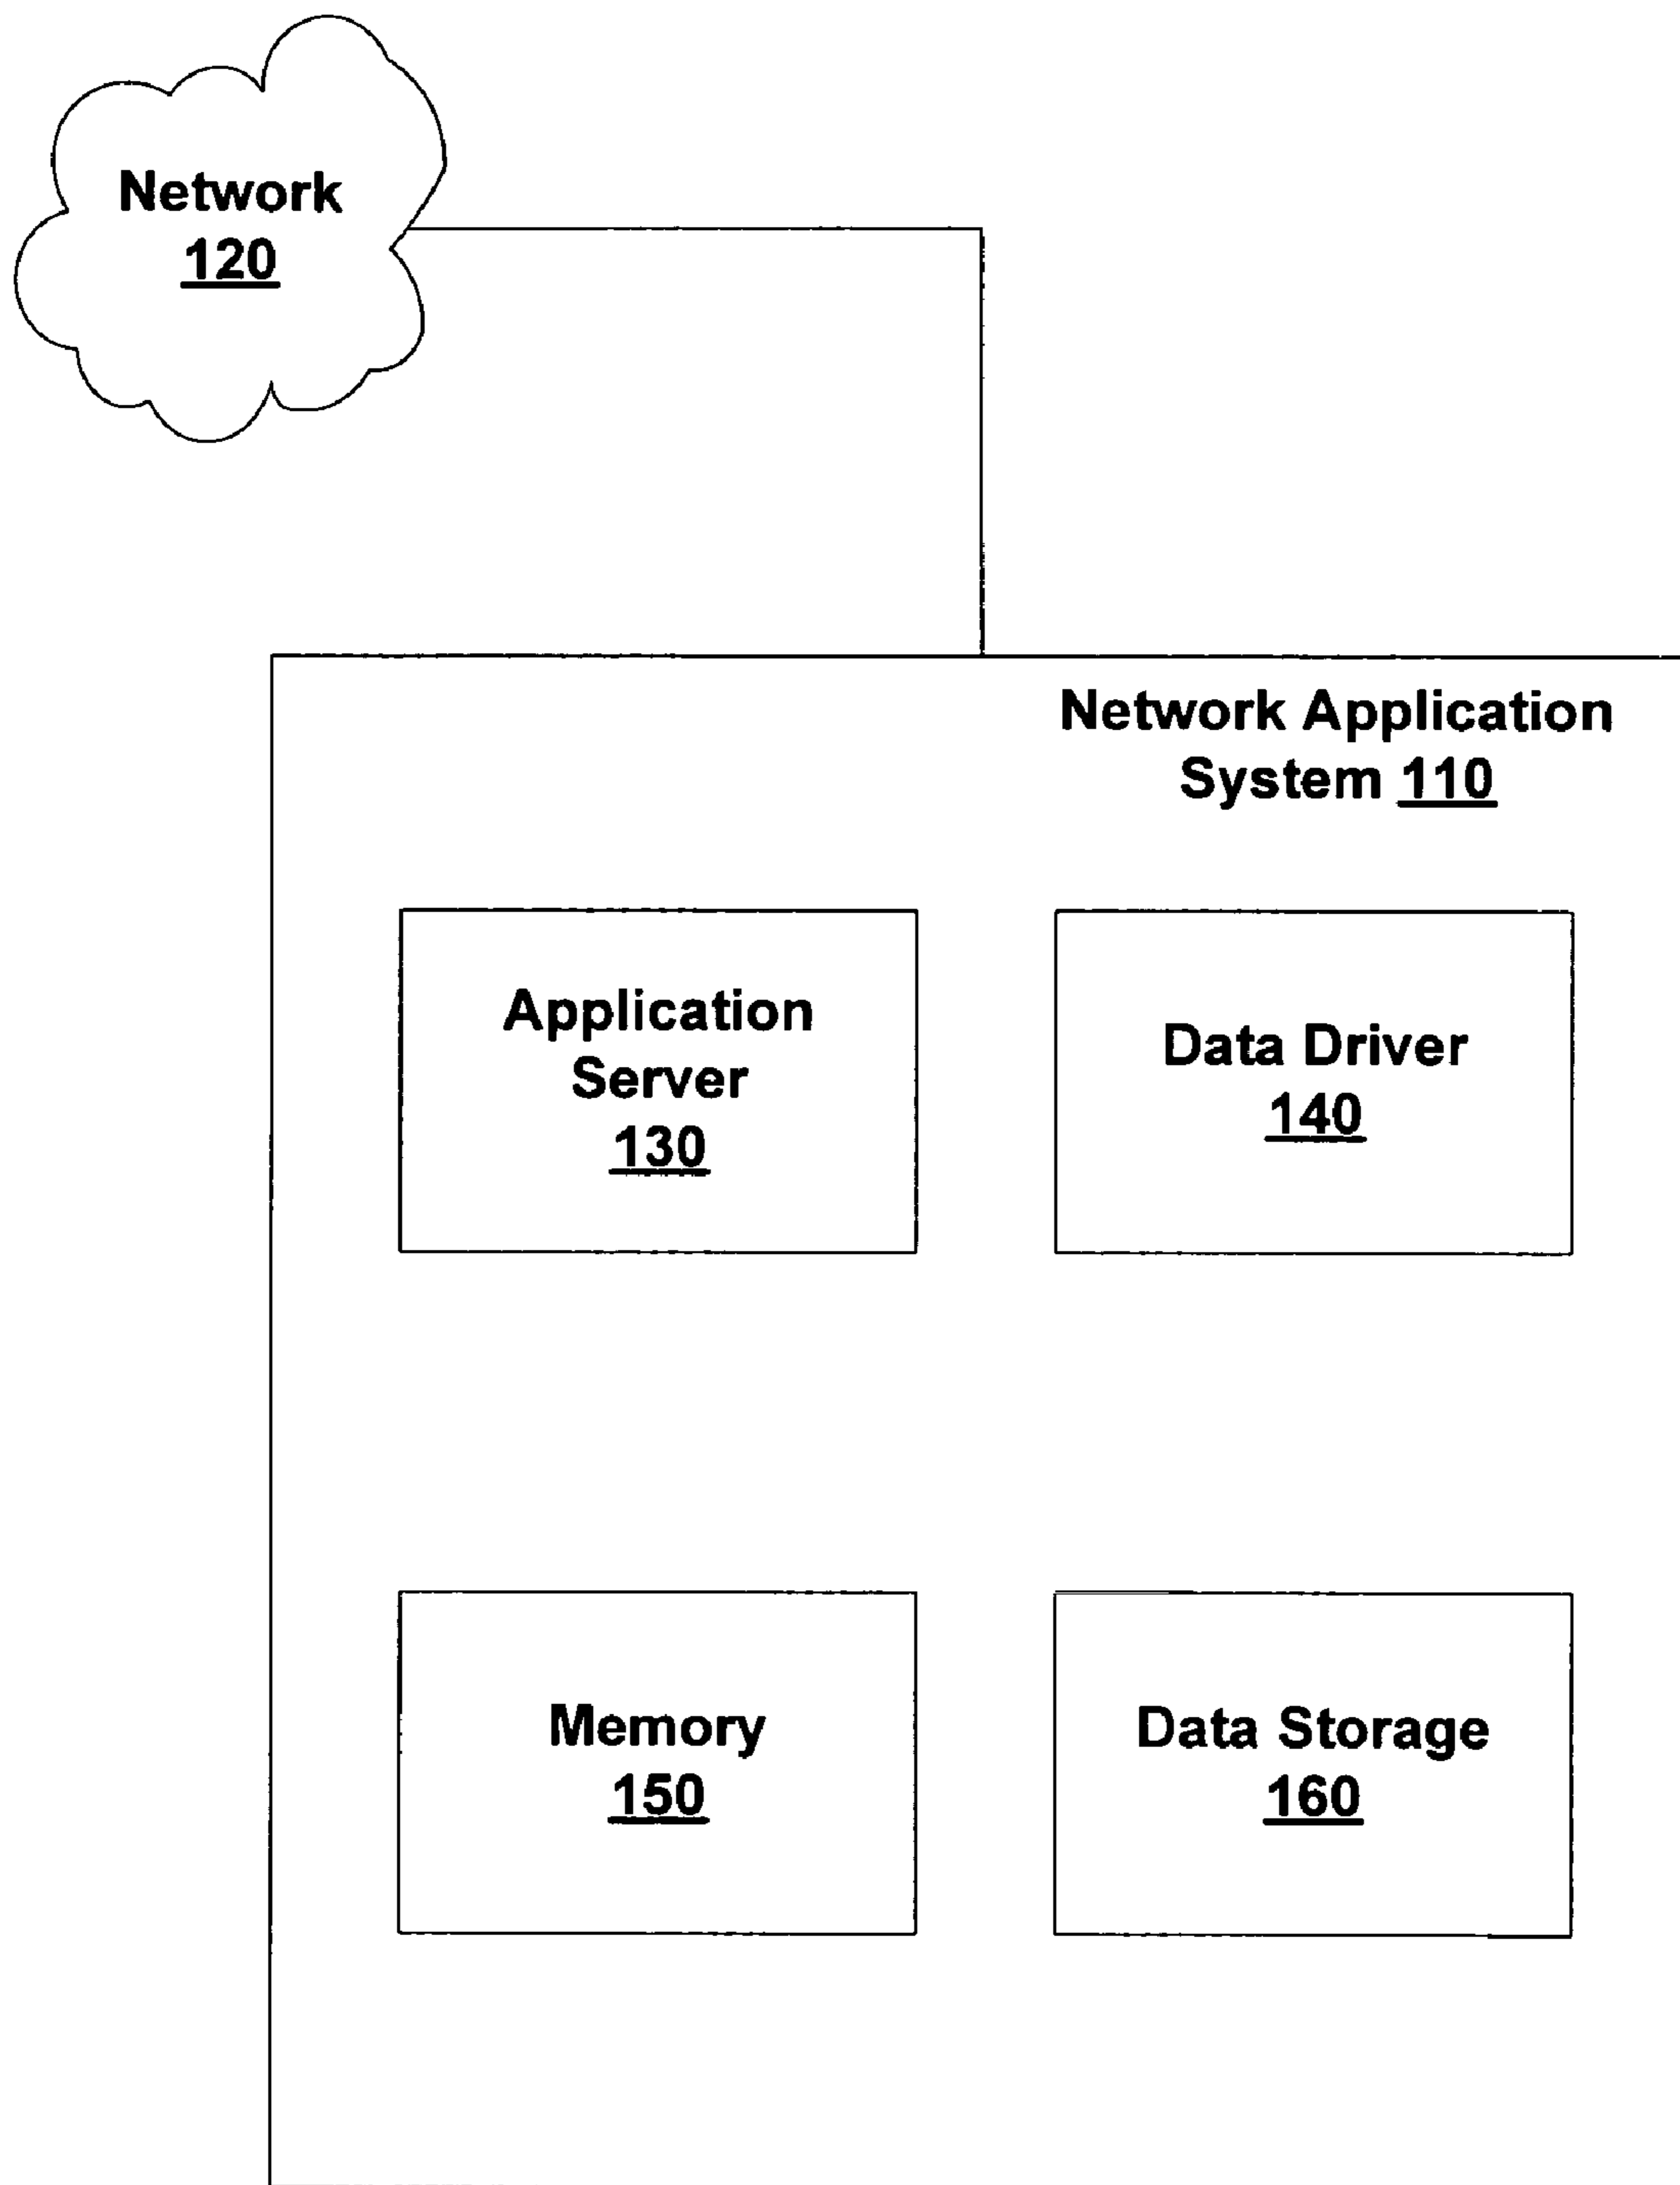 Network
120
Network Application
System 110
Application
Server
130
Data Driver
140
Memory
150
Data Storage
160